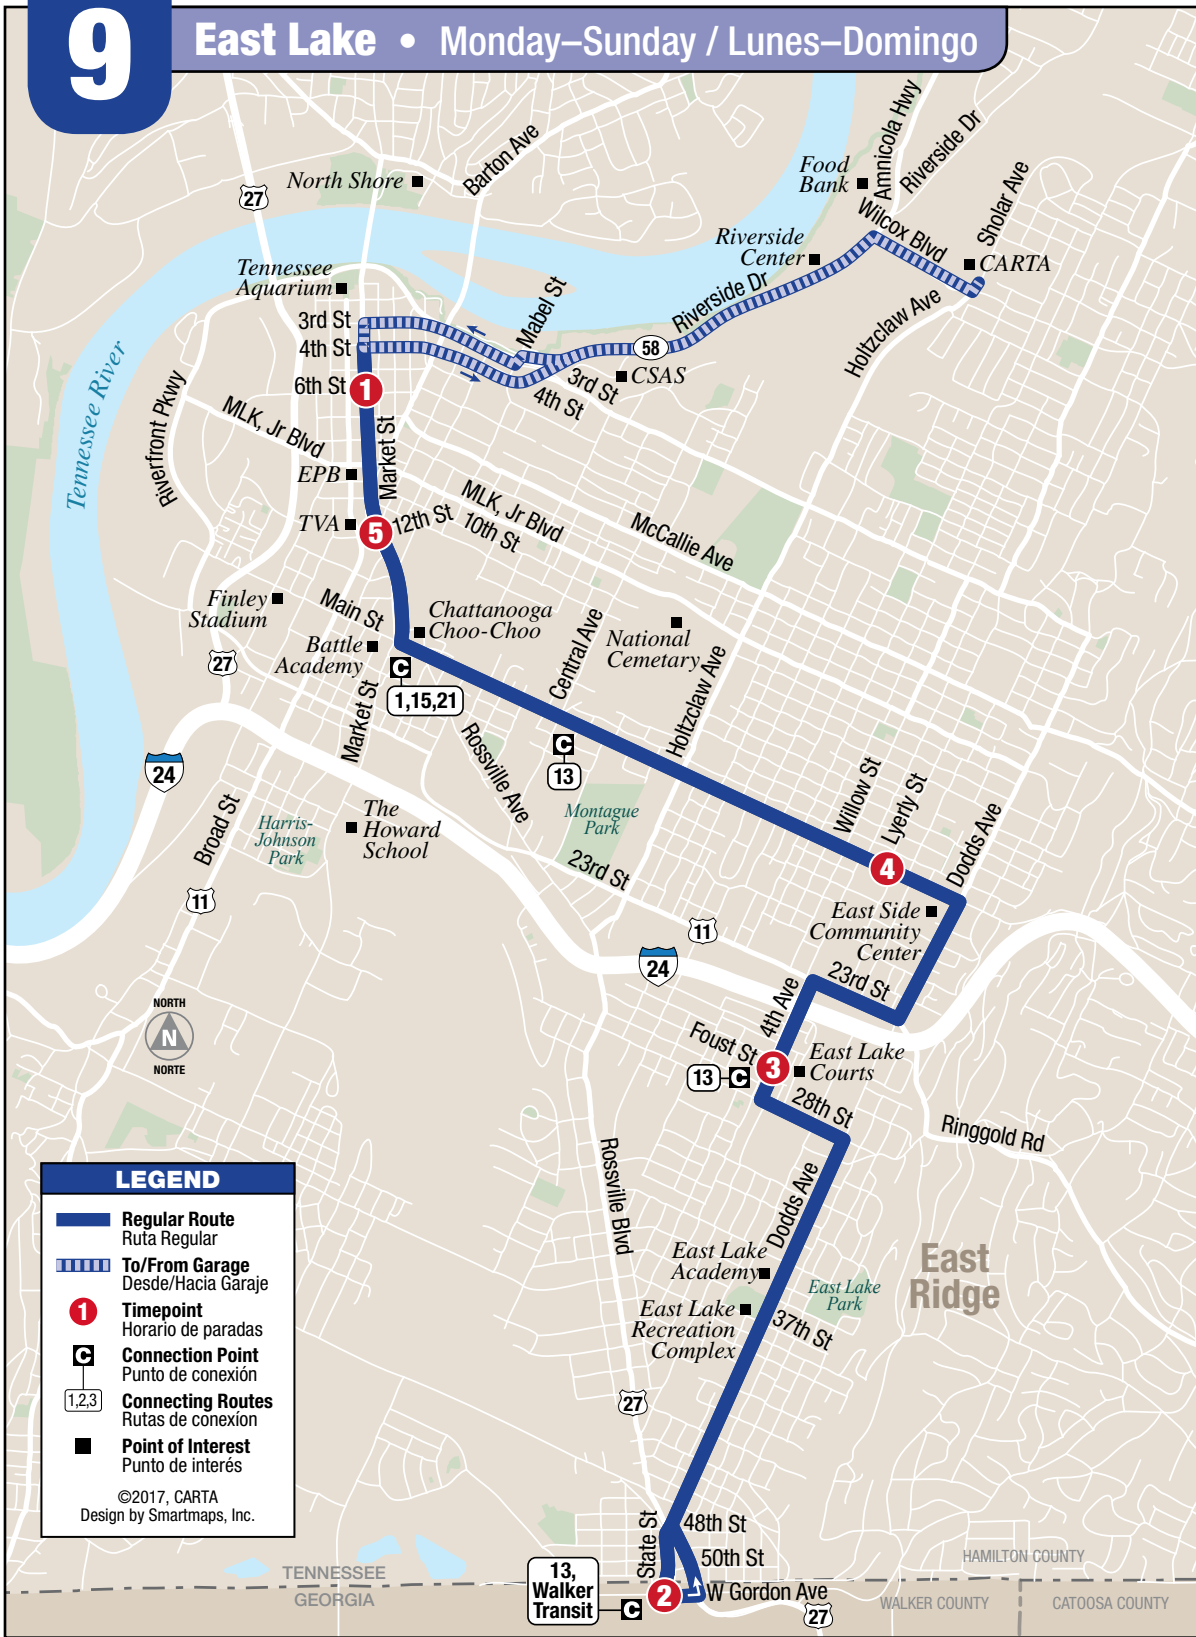 9
East Lake • Monday–Sunday / Lunes–Domingo
Barton Ave
Amnicola Hwy
Riverside Dr
Food
Bank
Sholar Ave
North Shore
27
Wilcox Blvd
Riverside
Center
CARTA
Tennessee
Aquarium
Mabel St
Riverside Dr
Holtzclaw Ave
3rd St
4th St
58
CSAS
3rd St
4th St
6th St
1
Tennessee River
Riverfront Pkwy
MLK, Jr Blvd
Market St
EPB
MLK, Jr Blvd
McCallie Ave
TVA
5
12th St
10th St
Finley
Stadium
Main St
Chattanooga
Choo-Choo
Central Ave
National
Cemetary
Battle
Academy
27
C
1,15,21
Holtzclaw Ave
Market St
Rossville Ave
C
13
24
Willow St
Lyerly St
Dodds Ave
Broad St
Harris-
Johnson
Park
The
Howard
School
Montague
Park
23rd St
4
11
East Side
Community
Center
11
24
23rd St
4th Ave
NORTH
N
NORTE
Foust St
3
East Lake
Courts
13
C
28th St
Ringgold Rd
Rossville Blvd
Dodds Ave
LEGEND
Regular Route
Ruta Regular
To/From Garage
Desde/Hacia Garaje
1
Timepoint
Horario de paradas
C
Connection Point
Punto de conexión
1,2,3
Connecting Routes
Rutas de conexíon
Point of Interest
Punto de interés
©2017, CARTA
Design by Smartmaps, Inc.
East Lake
Academy
East
Ridge
East Lake
Park
East Lake
Recreation
Complex
37th St
27
State St
48th St
50th St
HAMILTON COUNTY
TENNESSEE
GEORGIA
13,
Walker
Transit
C
2
W Gordon Ave
27
WALKER COUNTY
CATOOSA COUNTY